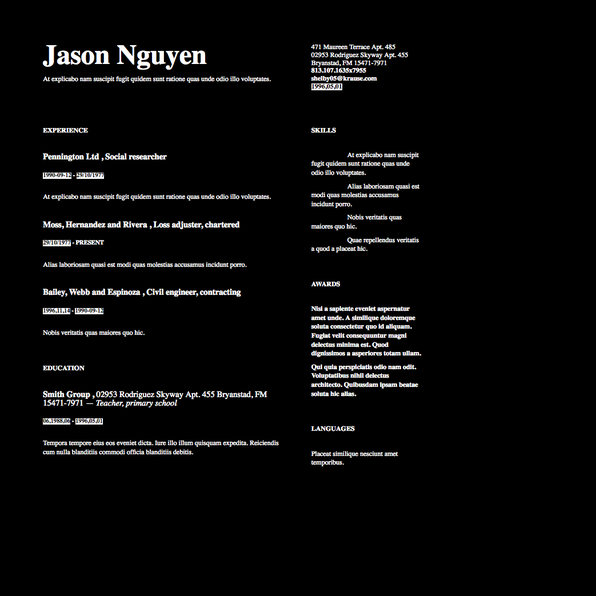 Jason Nguyen
At explicabo nam suscipit fugit quidem sunt ratione quas unde odio illo voluptates.
471 Maureen Terrace Apt. 485
02953 Rodriguez Skyway Apt. 455
Bryanstad, FM 15471-7971
813.107.1635x7955
shelby05@krause.com
1996.05.01
EXPERIENCE
Pennington Ltd , Social researcher
1990-09-12 - 20/10/1977
At explicabo nam suscipit fugit quidem sunt ratione quas unde odio illo voluptates.
Moss, Hernandez and Rivera , Loss adjuster, chartered
20/10/1977 - PRESENT
Alias laboriosam quasi est modi quas molestias accusamus incidunt porro.
Bailey, Webb and Espinoza , Civil engineer, contracting
1996.11.14 - 1990-09-12
Nobis veritatis quas maiores quo hic.
EDUCATION
Smith Group , 02953 Rodriguez Skyway Apt. 455 Bryanstad, FM
15471-7971 — Teacher, primary school
06.1988.06 - 1996.05.01
Tempora tempore eius eos eveniet dicta. Iure illo illum quisquam expedita. Reiciendis
cum nulla blanditiis commodi officia blanditiis debitis.
SKILLS
At explicabo nam suscipit
fugit quidem sunt ratione quas unde
odio illo voluptates.
Alias laboriosam quasi est
modi quas molestias accusamus
incidunt porro.
Nobis veritatis quas
maiores quo hic.
Quae repellendus veritatis
a quod a placeat hic.
AWARDS
Nisi a sapiente eveniet aspernatur
amet unde. A similique doloremque
soluta consectetur quo id aliquam.
Fugiat velit consequuntur magni
delectus minima est. Quod
dignissimos a asperiores totam ullam.
Qui quia perspiciatis odio nam odit.
Voluptatibus nihil delectus
architecto. Quibusdam ipsam beatae
soluta hic alias.
LANGUAGES
Placeat similique nesciunt amet
temporibus.